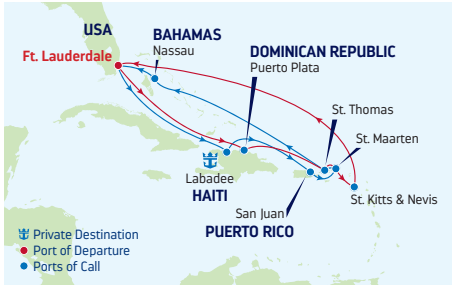 USA
BAHAMAS
Nassau
Ft. Lauderdale
DOMINICAN REPUBLIC
Puerto Plata
St. Thomas
St. Maarten
Labadee
HAITI
St. Kitts & Nevis
San Juan
PUERTO RICO
Private Destination
Port of Departure
Ports of Call